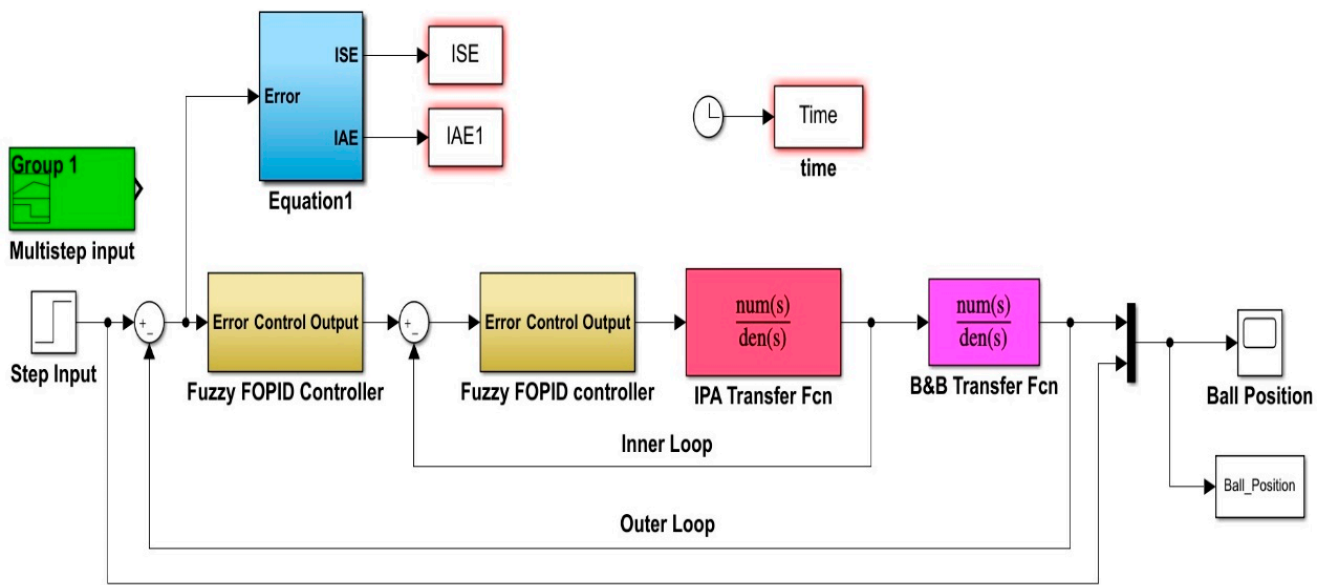 ISE
ISE
Error
Time
IAE
IAE1
time
Group 1
Equation1
Multistep input
+
-
Error Control Output
+
-
Error Control Output
num(s)
den(s)
num(s)
den(s)
Step Input
Fuzzy FOPID Controller
Fuzzy FOPID controller
IPA Transfer Fcn
B&B Transfer Fcn
Ball Position
Inner Loop
Ball_Position
Outer Loop